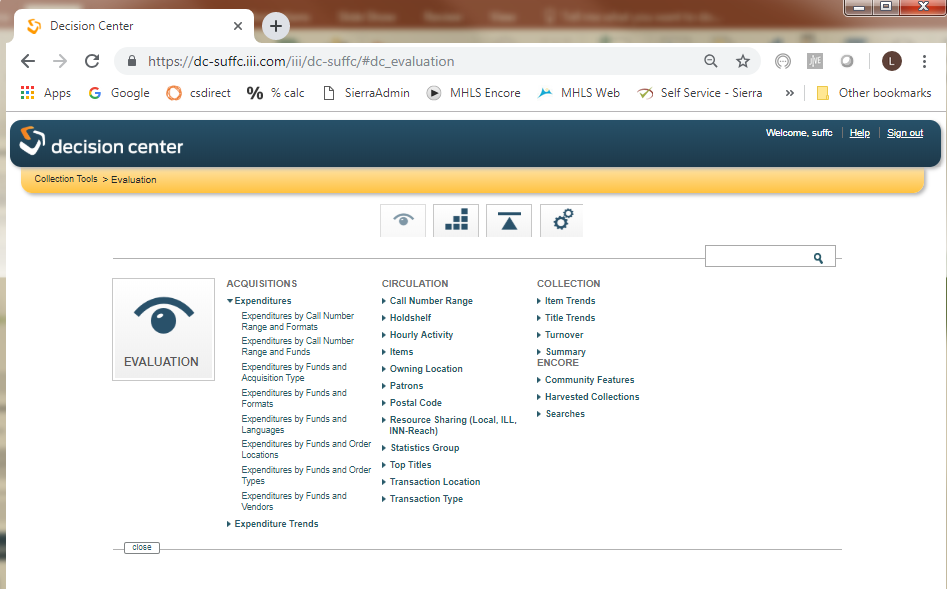 Decision Center
https://dc-suffc.iii.com/iii/dc-suffc/#dc_evaluation
L
Apps
Google
csdirect
% calc
SierraAdmin
MHLS Encore
MHLS Web
Self Service - Sierra
»
Other bookmarks
decision center
Welcome, suffc
Help
Sign out
Collection Tools > Evaluation
EVALUATION
ACQUISITIONS
Expenditures
Expenditures by Call Number
Range and Formats
Expenditures by Call Number
Range and Funds
Expenditures by Funds and
Acquisition Type
Expenditures by Funds and
Formats
Expenditures by Funds and
Languages
Expenditures by Funds and Order
Locations
Expenditures by Funds and Order
Types
Expenditures by Funds and
Vendors
Expenditure Trends
CIRCULATION
Call Number Range
Holdshelf
Hourly Activity
Items
Owning Location
Patrons
Postal Code
Resource Sharing (Local, ILL,
INN-Reach)
Statistics Group
Top Titles
Transaction Location
Transaction Type
COLLECTION
Item Trends
Title Trends
Turnover
Summary
ENCORE
Community Features
Harvested Collections
Searches
close